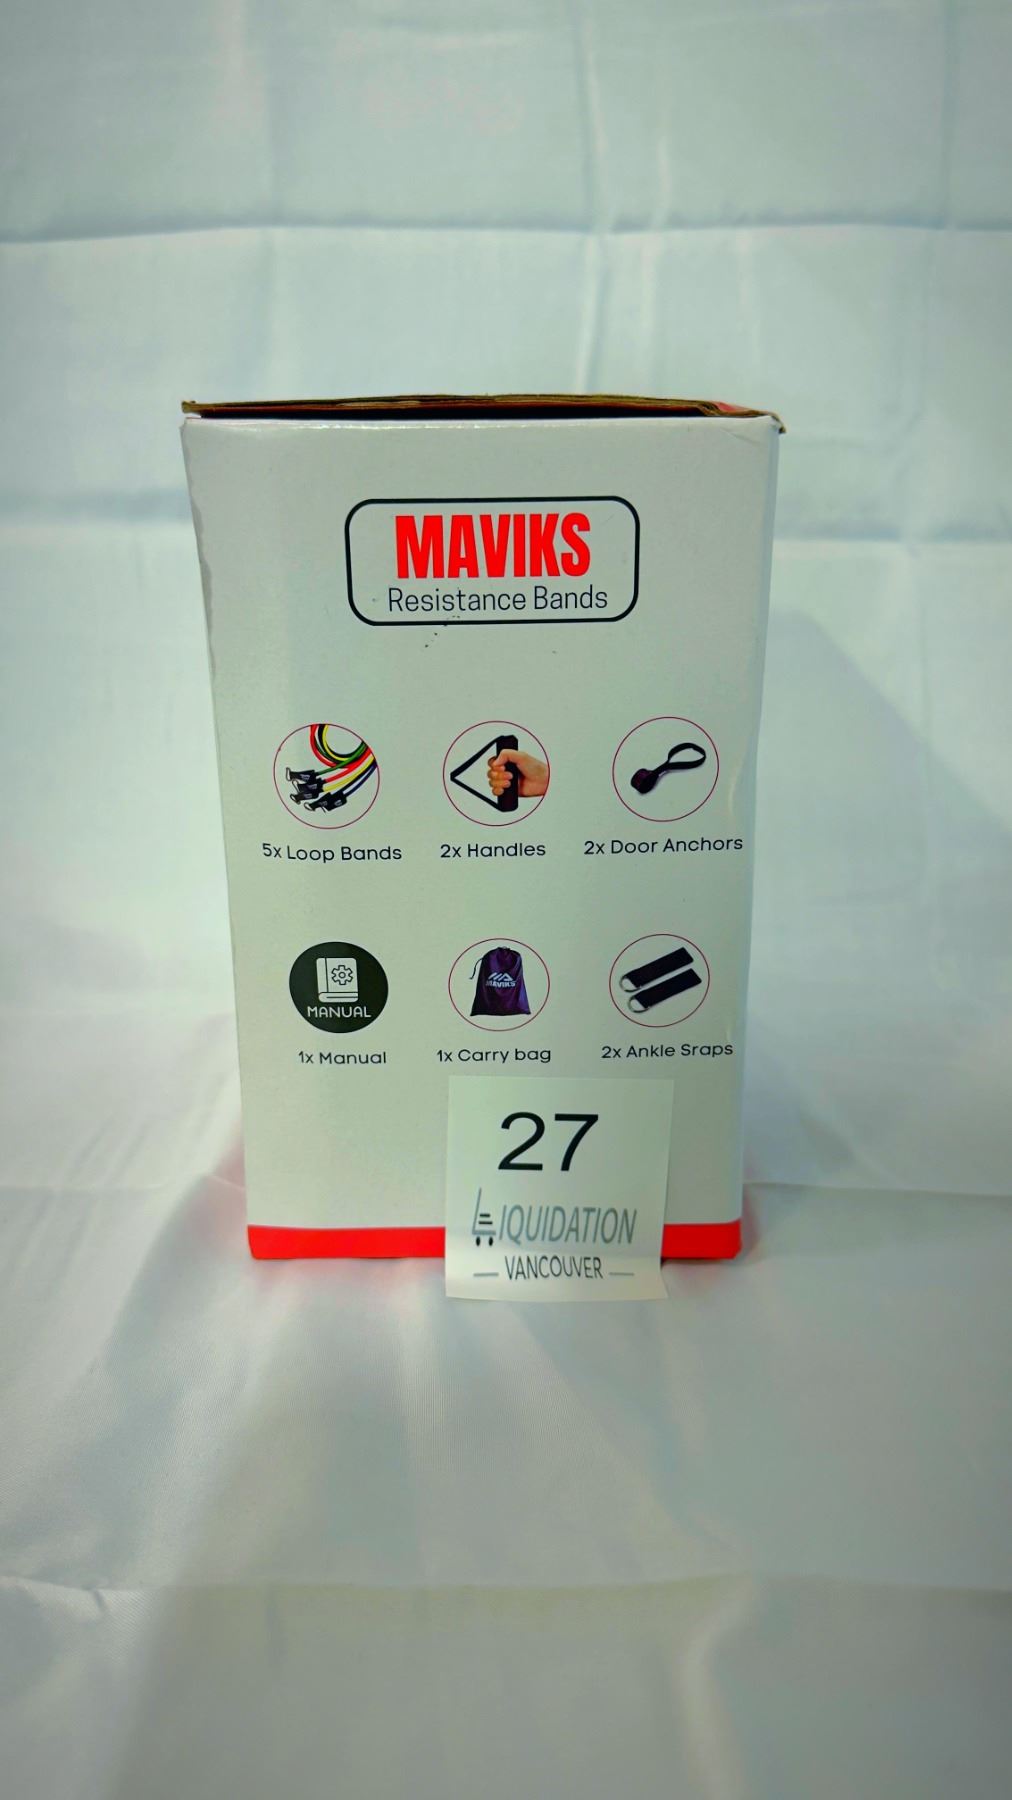 MAVIKS
Resistance Bands
5x Loop Bands
2x Handles
2x Door Anchors
MANUAL
MAVIKS
1x Manual
1x Carry bag
2x Ankle Sraps
27
LIQUIDATION
VANCOUVER